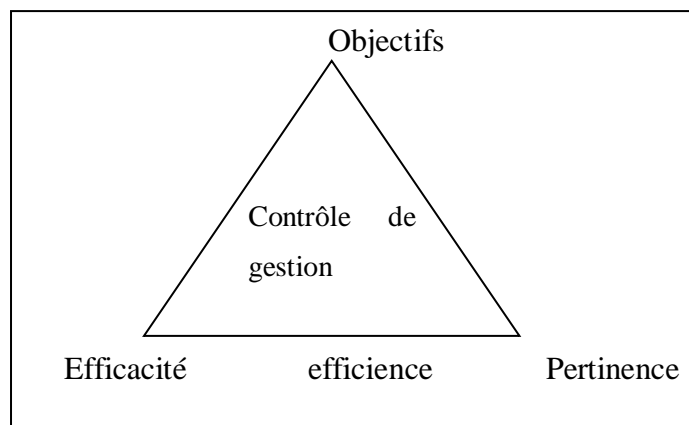 Objectifs
Contrôle de
gestion
Efficacité efficience Pertinence